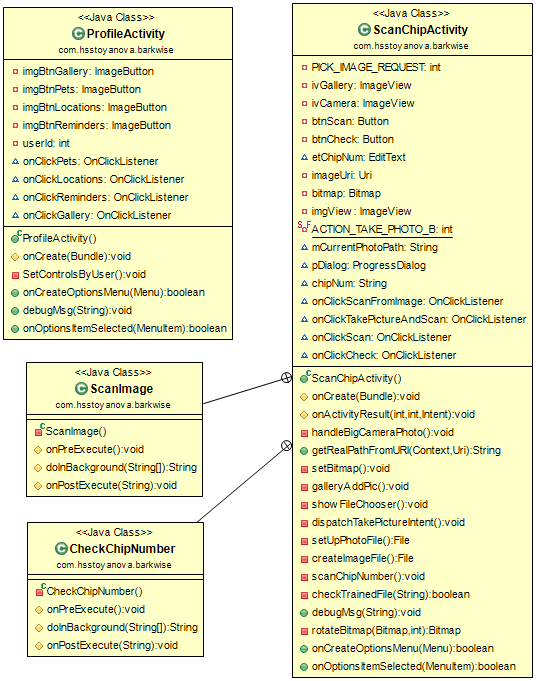 <<Java Class>>
ProfileActivity
com.hsstoyanova.barkwise
imgBtnGallery: ImageButton
imgBtnPets: ImageButton
imgBtnLocations: ImageButton
imgBtnReminders: ImageButton
userId: int
onClickPets: OnClickListener
onClickLocations: OnClickListener
onClickReminders: OnClickListener
onClickGallery: OnClickListener
ProfileActivity()
onCreate(Bundle):void
SetControlsByUser():void
onCreateOptionsMenu(Menu):boolean
debugMsg(String):void
onOptionsItemSelected(MenuItem):boolean
<<Java Class>>
ScanImage
com.hsstoyanova.barkwise
ScanImage()
onPreExecute():void
doInBackground(String[]):String
onPostExecute(String):void
<<Java Class>>
CheckChipNumber
com.hsstoyanova.barkwise
CheckChipNumber()
onPreExecute():void
doInBackground(String[]):String
onPostExecute(String):void
<<Java Class>>
ScanChipActivity
com.hsstoyanova.barkwise
PICK_IMAGE_REQUEST: int
ivGallery: ImageView
ivCamera: ImageView
btnScan: Button
btnCheck: Button
etChipNum: EditText
imageUri: Uri
bitmap: Bitmap
imgView: ImageView
ACTION_TAKE_PHOTO_B: int
mCurrentPhotoPath: String
pDialog: ProgressDialog
chipNum: String
onClickScanFromImage: OnClickListener
onClickTakePictureAndScan: OnClickListener
onClickScan: OnClickListener
onClickCheck: OnClickListener
ScanChipActivity()
onCreate(Bundle):void
onActivityResult(int,int,Intent):void
handleBigCameraPhoto():void
getRealPathFromURI(Context,Uri):String
setBitmap():void
galleryAddPic():void
showFileChooser():void
dispatchTakePictureIntent():void
setUpPhotoFile():File
createImageFile():File
scanChipNumber():void
checkTrainedFile(String):boolean
debugMsg(String):void
rotateBitmap(Bitmap,int):Bitmap
onCreateOptionsMenu(Menu):boolean
onOptionsItemSelected(MenuItem):boolean